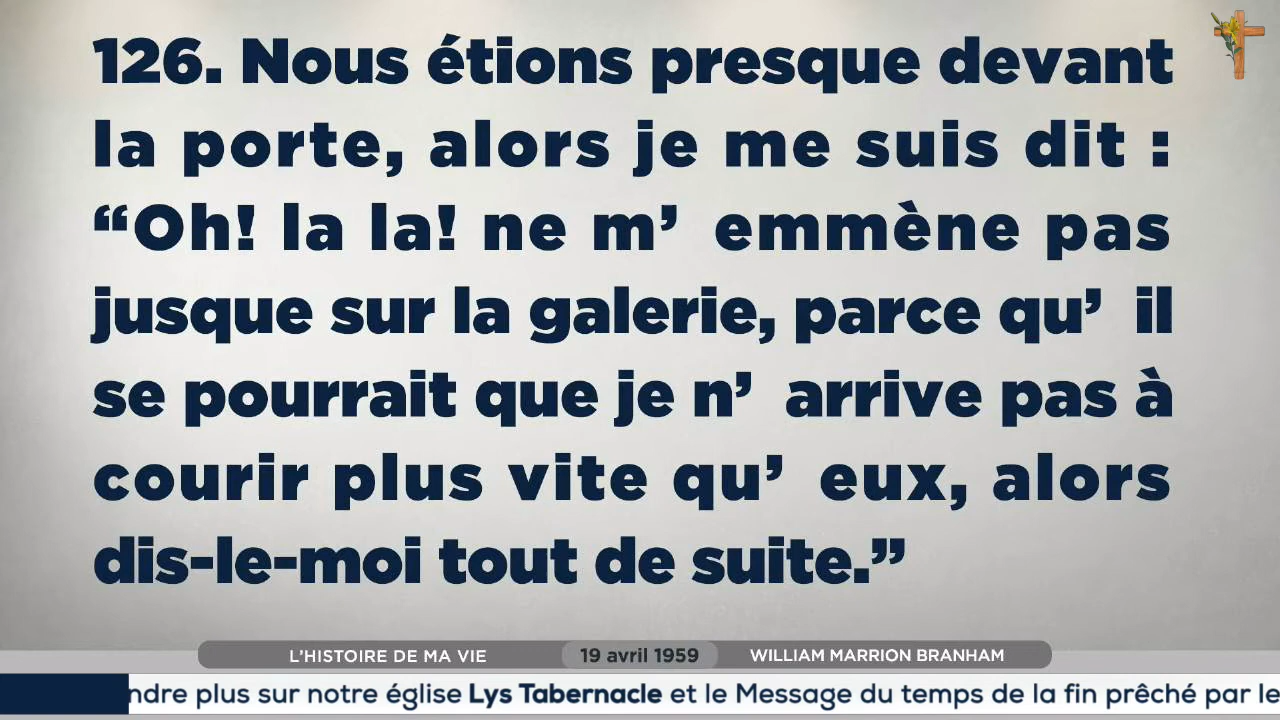 126. Nous étions presque devant
la porte, alors je me suis dit :
“Oh! la la! ne m’ emmène pas
jusque sur la galerie, parce qu’ il
se pourrait que je n’ arrive pas à
courir plus vite qu’ eux, alors
dis-le-moi tout de suite.”
L’HISTOIRE DE MA VIE 19 avril 1959 WILLIAM MARRION BRANHAM
ndre plus sur notre église Lys Tabernacle et le Message du temps de la fin prêché par le